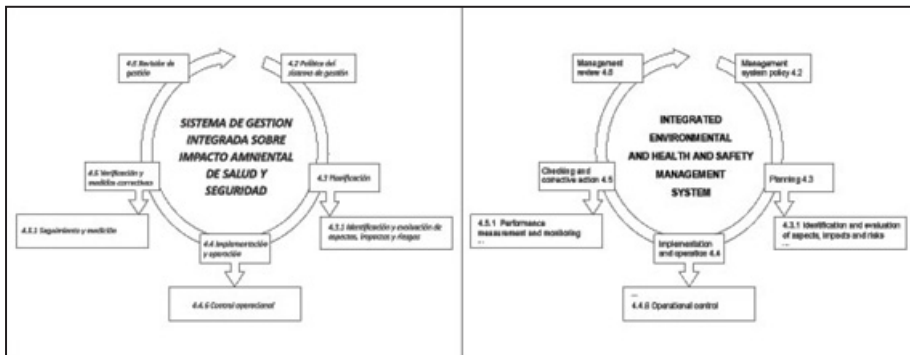 4.6 Revisión de
gestión
4.2 Política del
sistema de gestión
SISTEMA DE GESTION
INTEGRADA SOBRE
IMPACTO AMNIENTAL
DE SALUD Y
SEGURIDAD
4.5 Verificación y
medidas correctivas
4.3 Planificación
4.5.1 Seguimiento y medición
4.3.1 Identificación y evaluación de
aspectos, impactos y riesgos
4.4 Implementación
y operación
4.4.6 Control operacional
Management
review 4.6
Management
system policy 4.2
INTEGRATED
ENVIRONMENTAL
AND HEALTH AND SAFETY
MANAGEMENT
SYSTEM
Checking and
corrective action 4.5
Planning 4.3
4.5.1 Performance
measurement and monitoring
...
4.3.1 Identification and evaluation
of aspects, impacts and risks
...
Implementation
and operation 4.4
...
4.4.6 Operational control